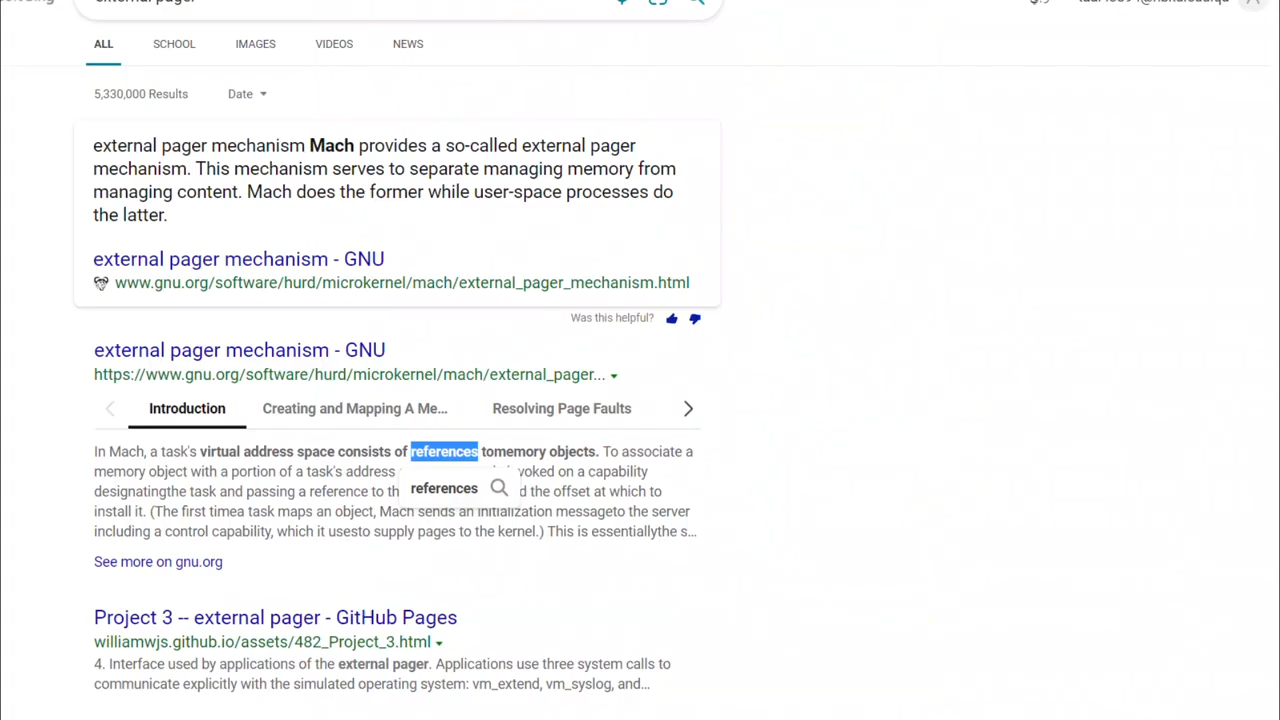 external pager
ALL
SCHOOL
IMAGES
VIDEOS
NEWS
5,330,000 Results
Date
external pager mechanism Mach provides a so-called external pager
mechanism. This mechanism serves to separate managing memory from
managing content. Mach does the former while user-space processes do
the latter.
external pager mechanism - GNU
www.gnu.org/software/hurd/microkernel/mach/external_pager_mechanism.html
Was this helpful?
external pager mechanism - GNU
https://www.gnu.org/software/hurd/microkernel/mach/external_pager...
Introduction
Creating and Mapping A Me...
Resolving Page Faults
In Mach, a task's virtual address space consists of references tomemory objects. To associate a
memory object with a portion of a task's address
voked on a capability
designatingthe task and passing a reference to th
references
d the offset at which to
install it. (The first timea task maps an object, Mach sends an initialization messageto the server
including a control capability, which it usesto supply pages to the kernel.) This is essentiallythe s...
See more on gnu.org
Project 3 -- external pager - GitHub Pages
williamwjs.github.io/assets/482_Project_3.html
4. Interface used by applications of the external pager. Applications use three system calls to
communicate explicitly with the simulated operating system: vm_extend, vm_syslog, and...